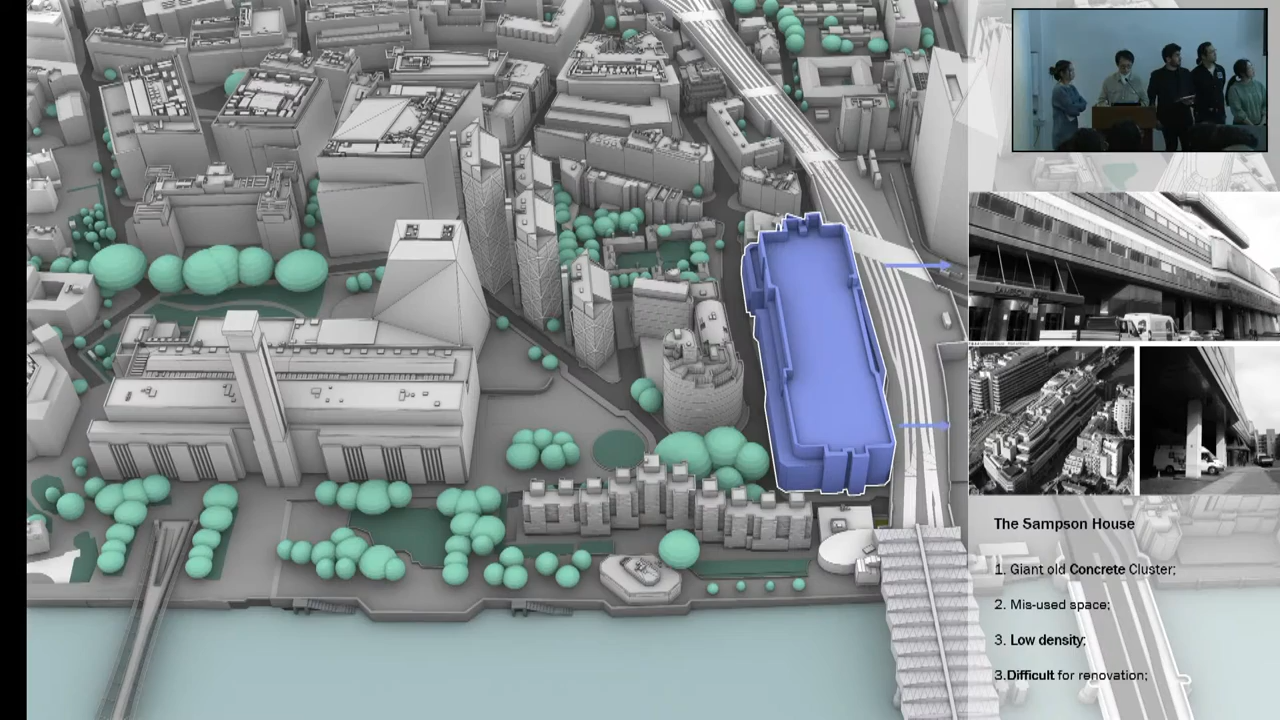 The Sampson House
1. Giant old Concrete Cluster;
2. Mis-used space;
3. Low density;
3.Difficult for renovation;